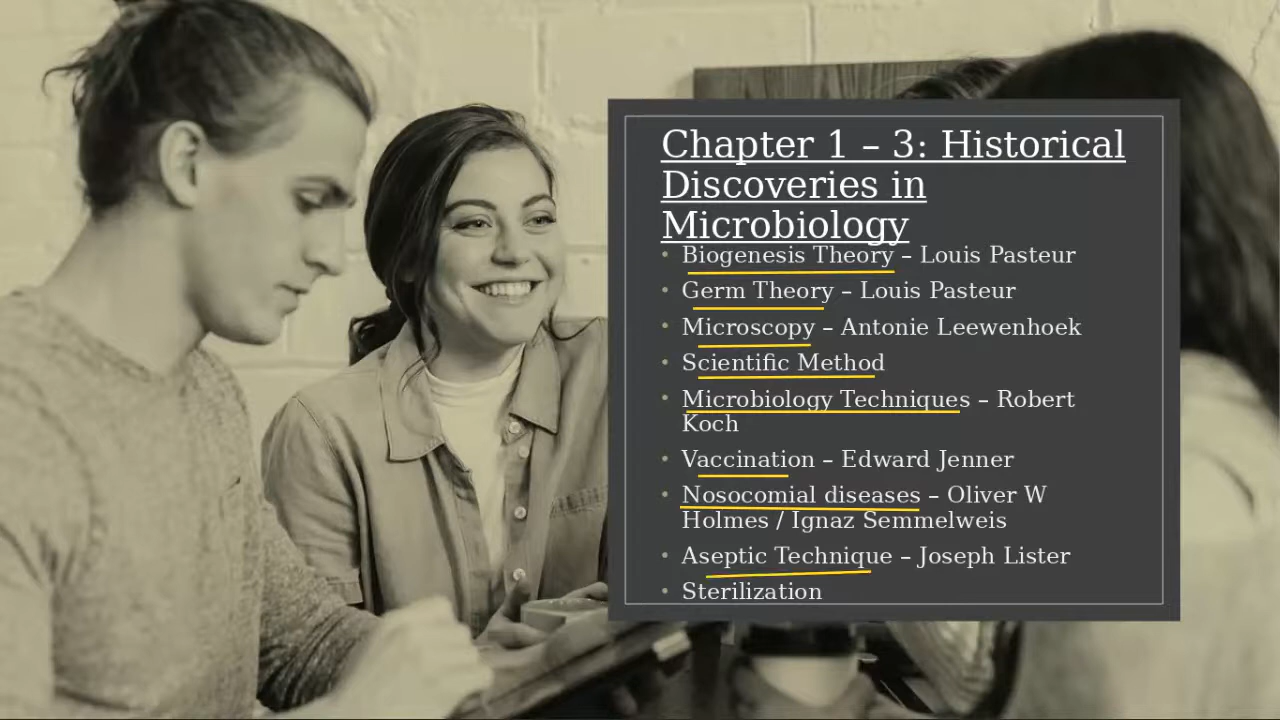 Chapter 1 – 3: Historical
Discoveries in
Microbiology
• Biogenesis Theory – Louis Pasteur
• Germ Theory – Louis Pasteur
• Microscopy – Antonie Leewenhoek
• Scientific Method
• Microbiology Techniques – Robert
Koch
• Vaccination – Edward Jenner
• Nosocomial diseases – Oliver W
Holmes / Ignaz Semmelweis
• Aseptic Technique – Joseph Lister
• Sterilization